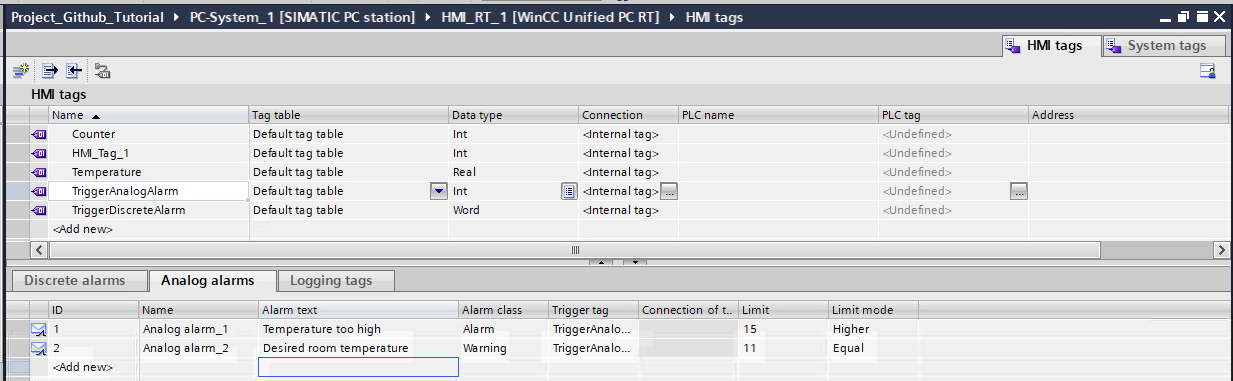 Project_Github_Tutorial ▸ PC-System_1 [SIMATIC PC station] ▸ HMI_RT_1 [WinCC Unified PC RT] ▸ HMI tags
HMI tags System tags
HMI tags
Name Tag table Data type Connection PLC name PLC tag Address
Counter Default tag table Int <Internal tag> <Undefined>
HMI_Tag_1 Default tag table Int <Internal tag> <Undefined>
Temperature Default tag table Real <Internal tag> <Undefined>
TriggerAnalogAlarm Default tag table Int <Internal tag> ... <Undefined> ...
TriggerDiscreteAlarm Default tag table Word <Internal tag> <Undefined>
<Add new>
Discrete alarms Analog alarms Logging tags
ID Name Alarm text Alarm class Trigger tag Connection of t.. Limit Limit mode
1 Analog alarm_1 Temperature too high Alarm TriggerAnalo... 15 Higher
2 Analog alarm_2 Desired room temperature Warning TriggerAnalo... 11 Equal
<Add new>